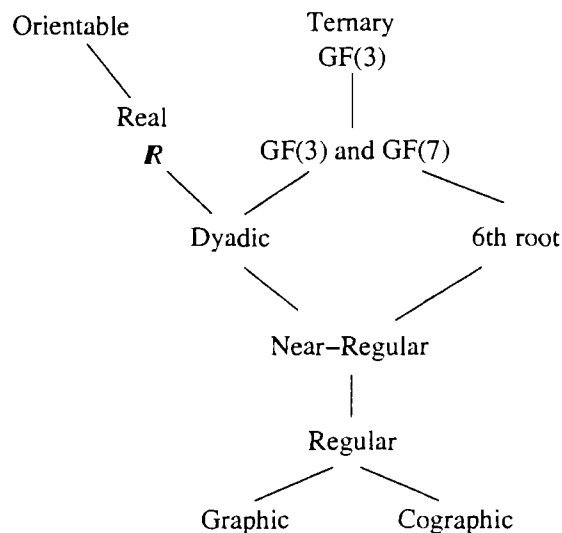 Orientable
Ternary
GF(3)
Real
R
GF(3) and GF(7)
Dyadic
6th root
Near–Regular
Regular
Graphic
Cographic